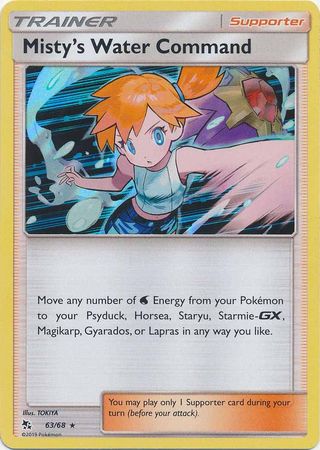 TRAINER Supporter
Misty's Water Command
Move any number of Energy from your Pokémon
to your Psyduck, Horsea, Staryu, Starmie-GX,
Magikarp, Gyarados, or Lapras in any way you like.
Illus. TOKIYA
63/68 ★
©2019 Pokémon
You may play only 1 Supporter card during your
turn (before your attack).